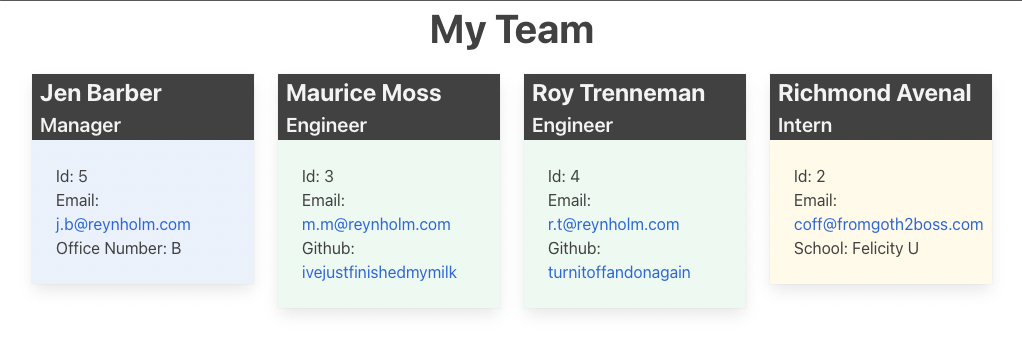 My Team
Jen Barber
Manager
Id: 5
Email:
j.b@reynholm.com
Office Number: B
Maurice Moss
Engineer
Id: 3
Email:
m.m@reynholm.com
Github:
ivejustfinishedmymilk
Roy Trenneman
Engineer
Id: 4
Email:
r.t@reynholm.com
Github:
turnitoffandonagain
Richmond Avenal
Intern
Id: 2
Email:
coff@fromgoth2boss.com
School: Felicity U